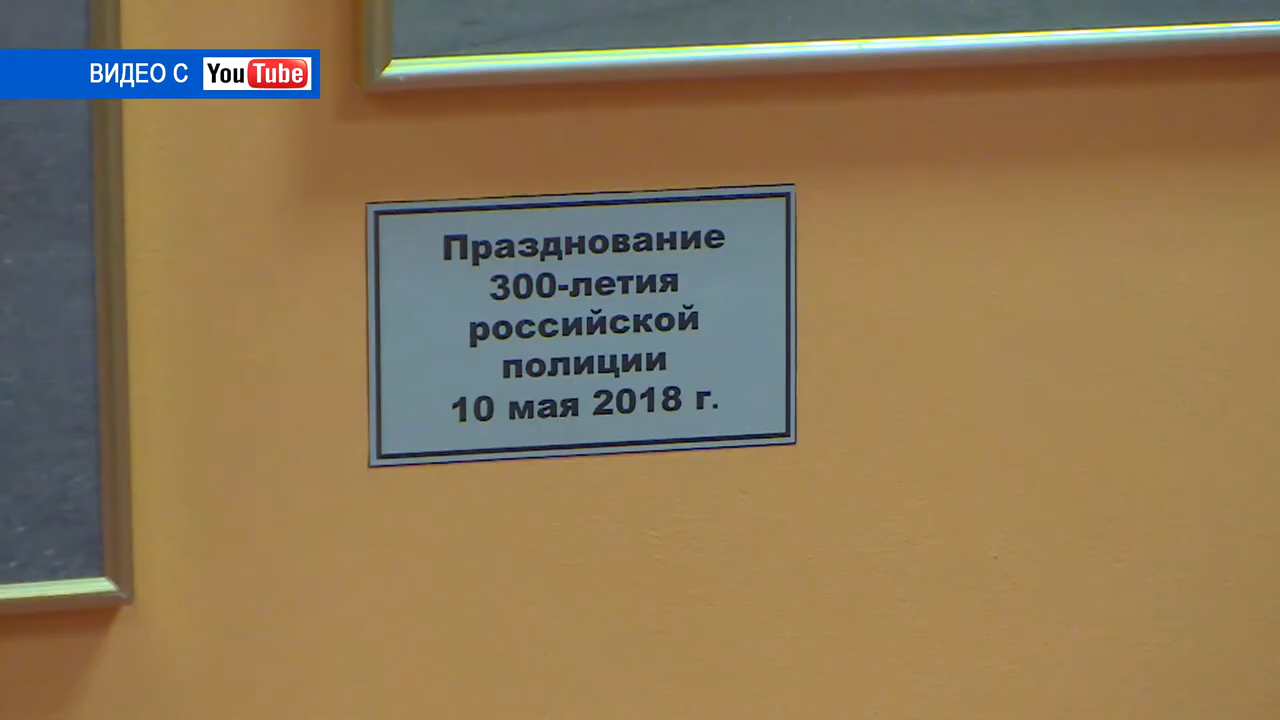 ВИДЕО С YouTube
Празднование
300-летия
российской
полиции
10 мая 2018 г.